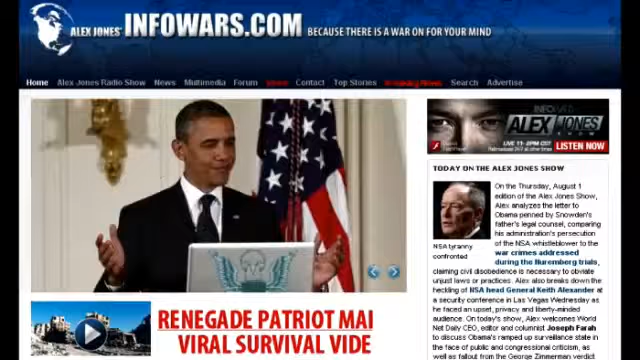 ALEX JONES' INFOWARS.COM BECAUSE THERE IS A WAR ON FOR YOUR MIND
Home Alex Jones Radio Show News Multimedia Forum Contact Top Stories Search Advertise
INFOWARS
ALEX JONES
SHOW
LIVE 11-2PM CST
LISTEN NOW
TODAY ON THE ALEX JONES SHOW
On the Thursday, August 1
edition of the Alex Jones Show,
Alex analyzes the letter to
Obama penned by Snowden's
father's legal counsel, comparing
his administration's persecution
of the NSA whistleblower to the
NSA tyranny
confronted
war crimes addressed
during the Nuremberg trials,
claiming civil disobedience is necessary to obviate
unjust laws or practices. Alex also breaks down the
heckling of NSA head General Keith Alexander at
a security conference in Las Vegas Wednesday as
he faced an upset, privacy and liberty-minded
audience. On today's show, Alex welcomes World
Net Daily CEO, editor and columnist Joseph Farah
to discuss Obama's ramped up surveillance state in
the face of public and congressional criticism, as
well as fallout from the George Zimmerman verdict
RENEGADE PATRIOT MAI
VIRAL SURVIVAL VIDE